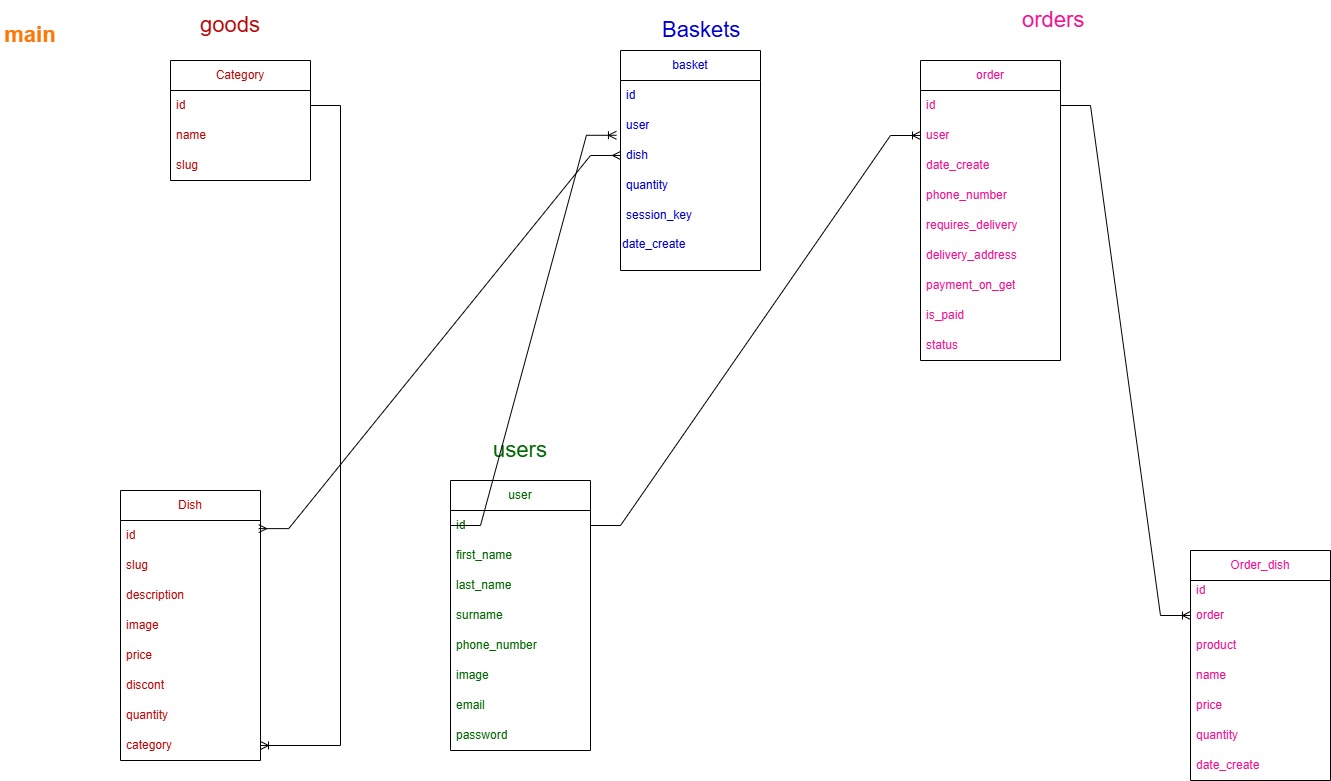 main
goods
Category
id
name
slug
Baskets
basket
id
user
dish
quantity
session_key
date_create
orders
order
id
user
date_create
phone_number
requires_delivery
delivery_address
payment_on_get
is_paid
status
Dish
id
slug
description
image
price
discont
quantity
category
users
user
id
first_name
last_name
surname
phone_number
image
email
password
Order_dish
id
order
product
name
price
quantity
date_create